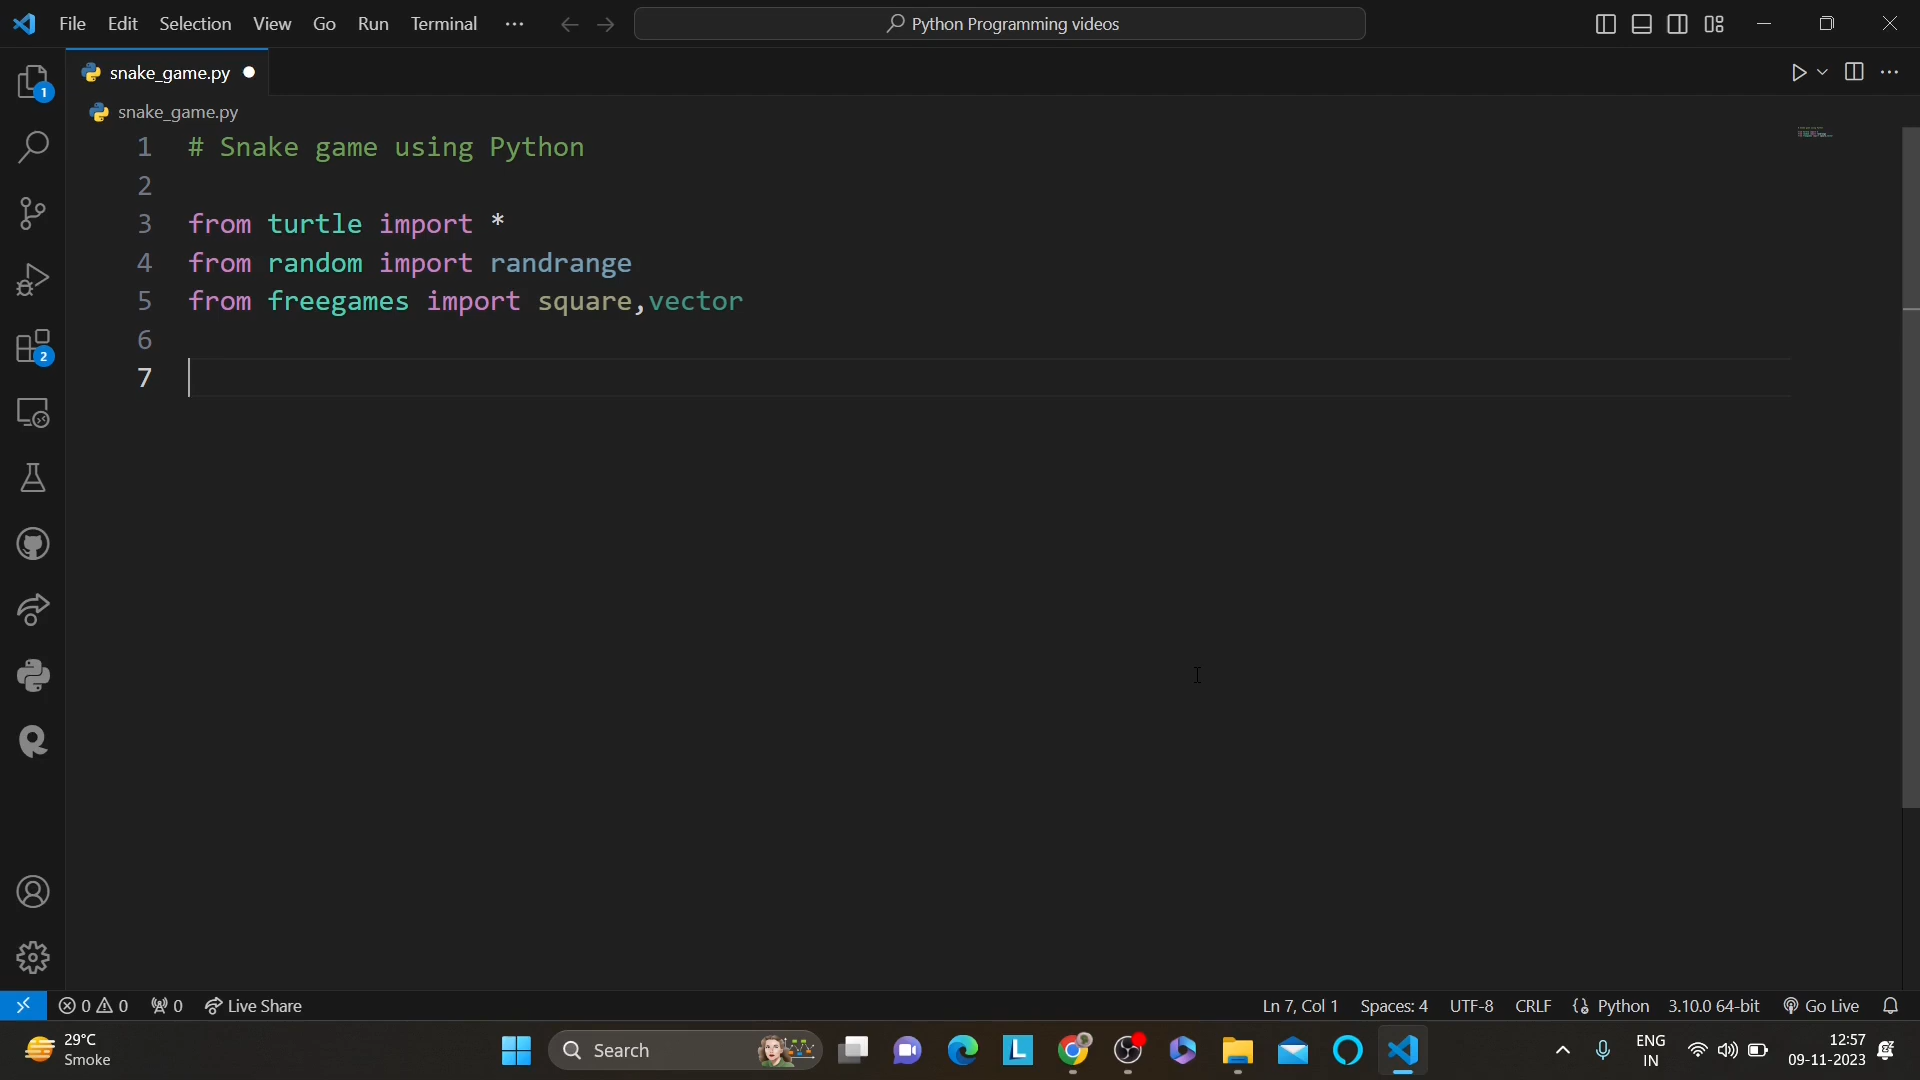 File Edit Selection View Go Run Terminal ··· Python Programming videos
snake_game.py
snake_game.py
1 # Snake game using Python
2
3 from turtle import *
4 from random import randrange
5 from freegames import square,vector
6
7
1
2
0 0 0 Live Share Ln 7, Col 1 Spaces: 4 UTF-8 CRLF {} Python 3.10.0 64-bit Go Live
29°C
Smoke
Search
L
ENG
IN
12:57
09-11-2023